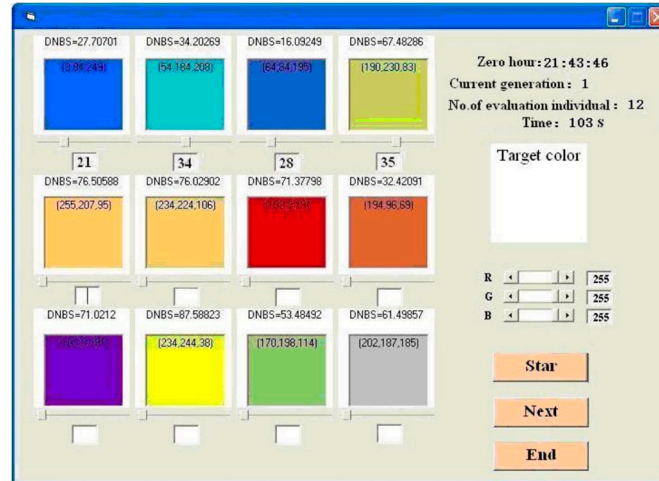 DNBS=27.70701 DNBS=34.20269 DNBS=16.09249 DNBS=67.48286
(54,184,208) (64,84,195) (190,230,83)
21 34 28 35
DNBS=76.50588 DNBS=76.02902 DNBS=71.37798 DNBS=32.42091
(255,207,95) (234,224,106) (194,96,69)
DNBS=71.0212 DNBS=87.58823 DNBS=53.48492 DNBS=61.49857
(234,244,38) (170,198,114) (202,187,185)
Zero hour:21:43:46
Current generation: 1
No.of evaluation individual: 12
Time: 103 S
Target color
R 255
G 255
B 255
Star
Next
End